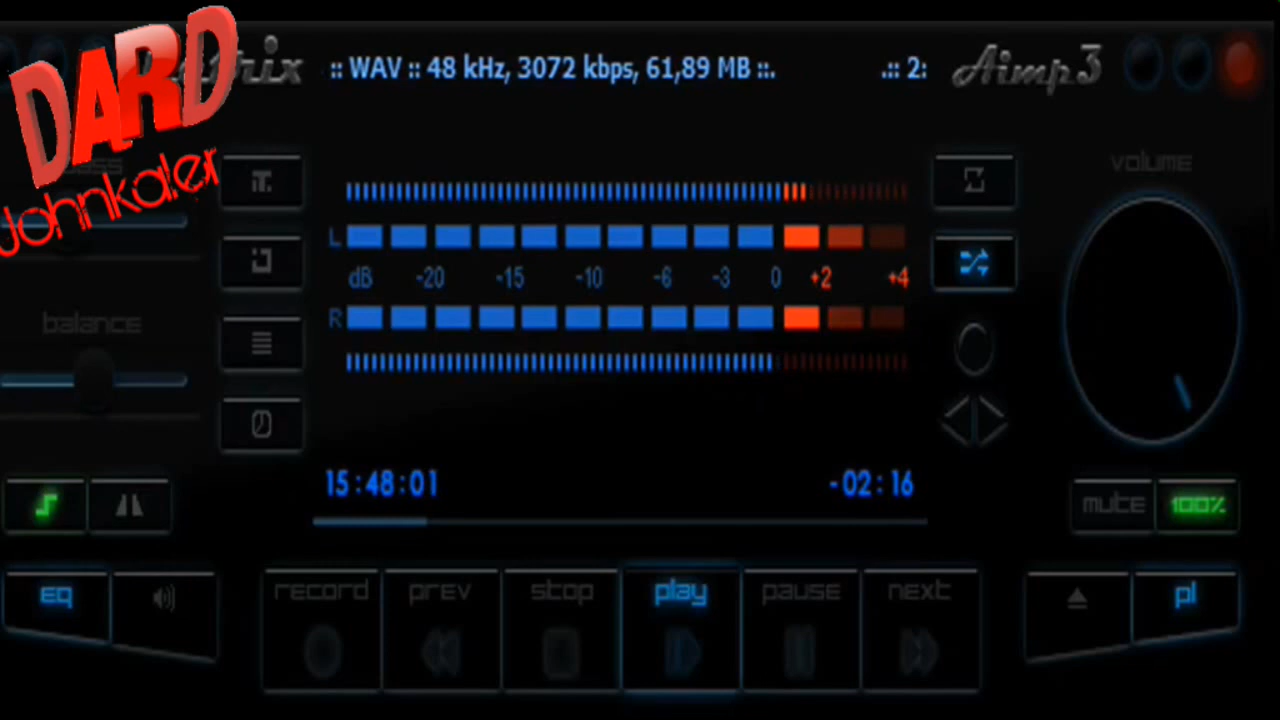 DARD
Johnkaler
:: WAV :: 48 kHz, 3072 kbps, 61,89 MB ::.
.:: 2:
Aimp3
volume
L
dB -20 -15 -10 -6 -3 0 +2 +4
R
balance
15:48:01
-02:16
mute
100%
eq
record
prev
stop
play
pause
next
pl